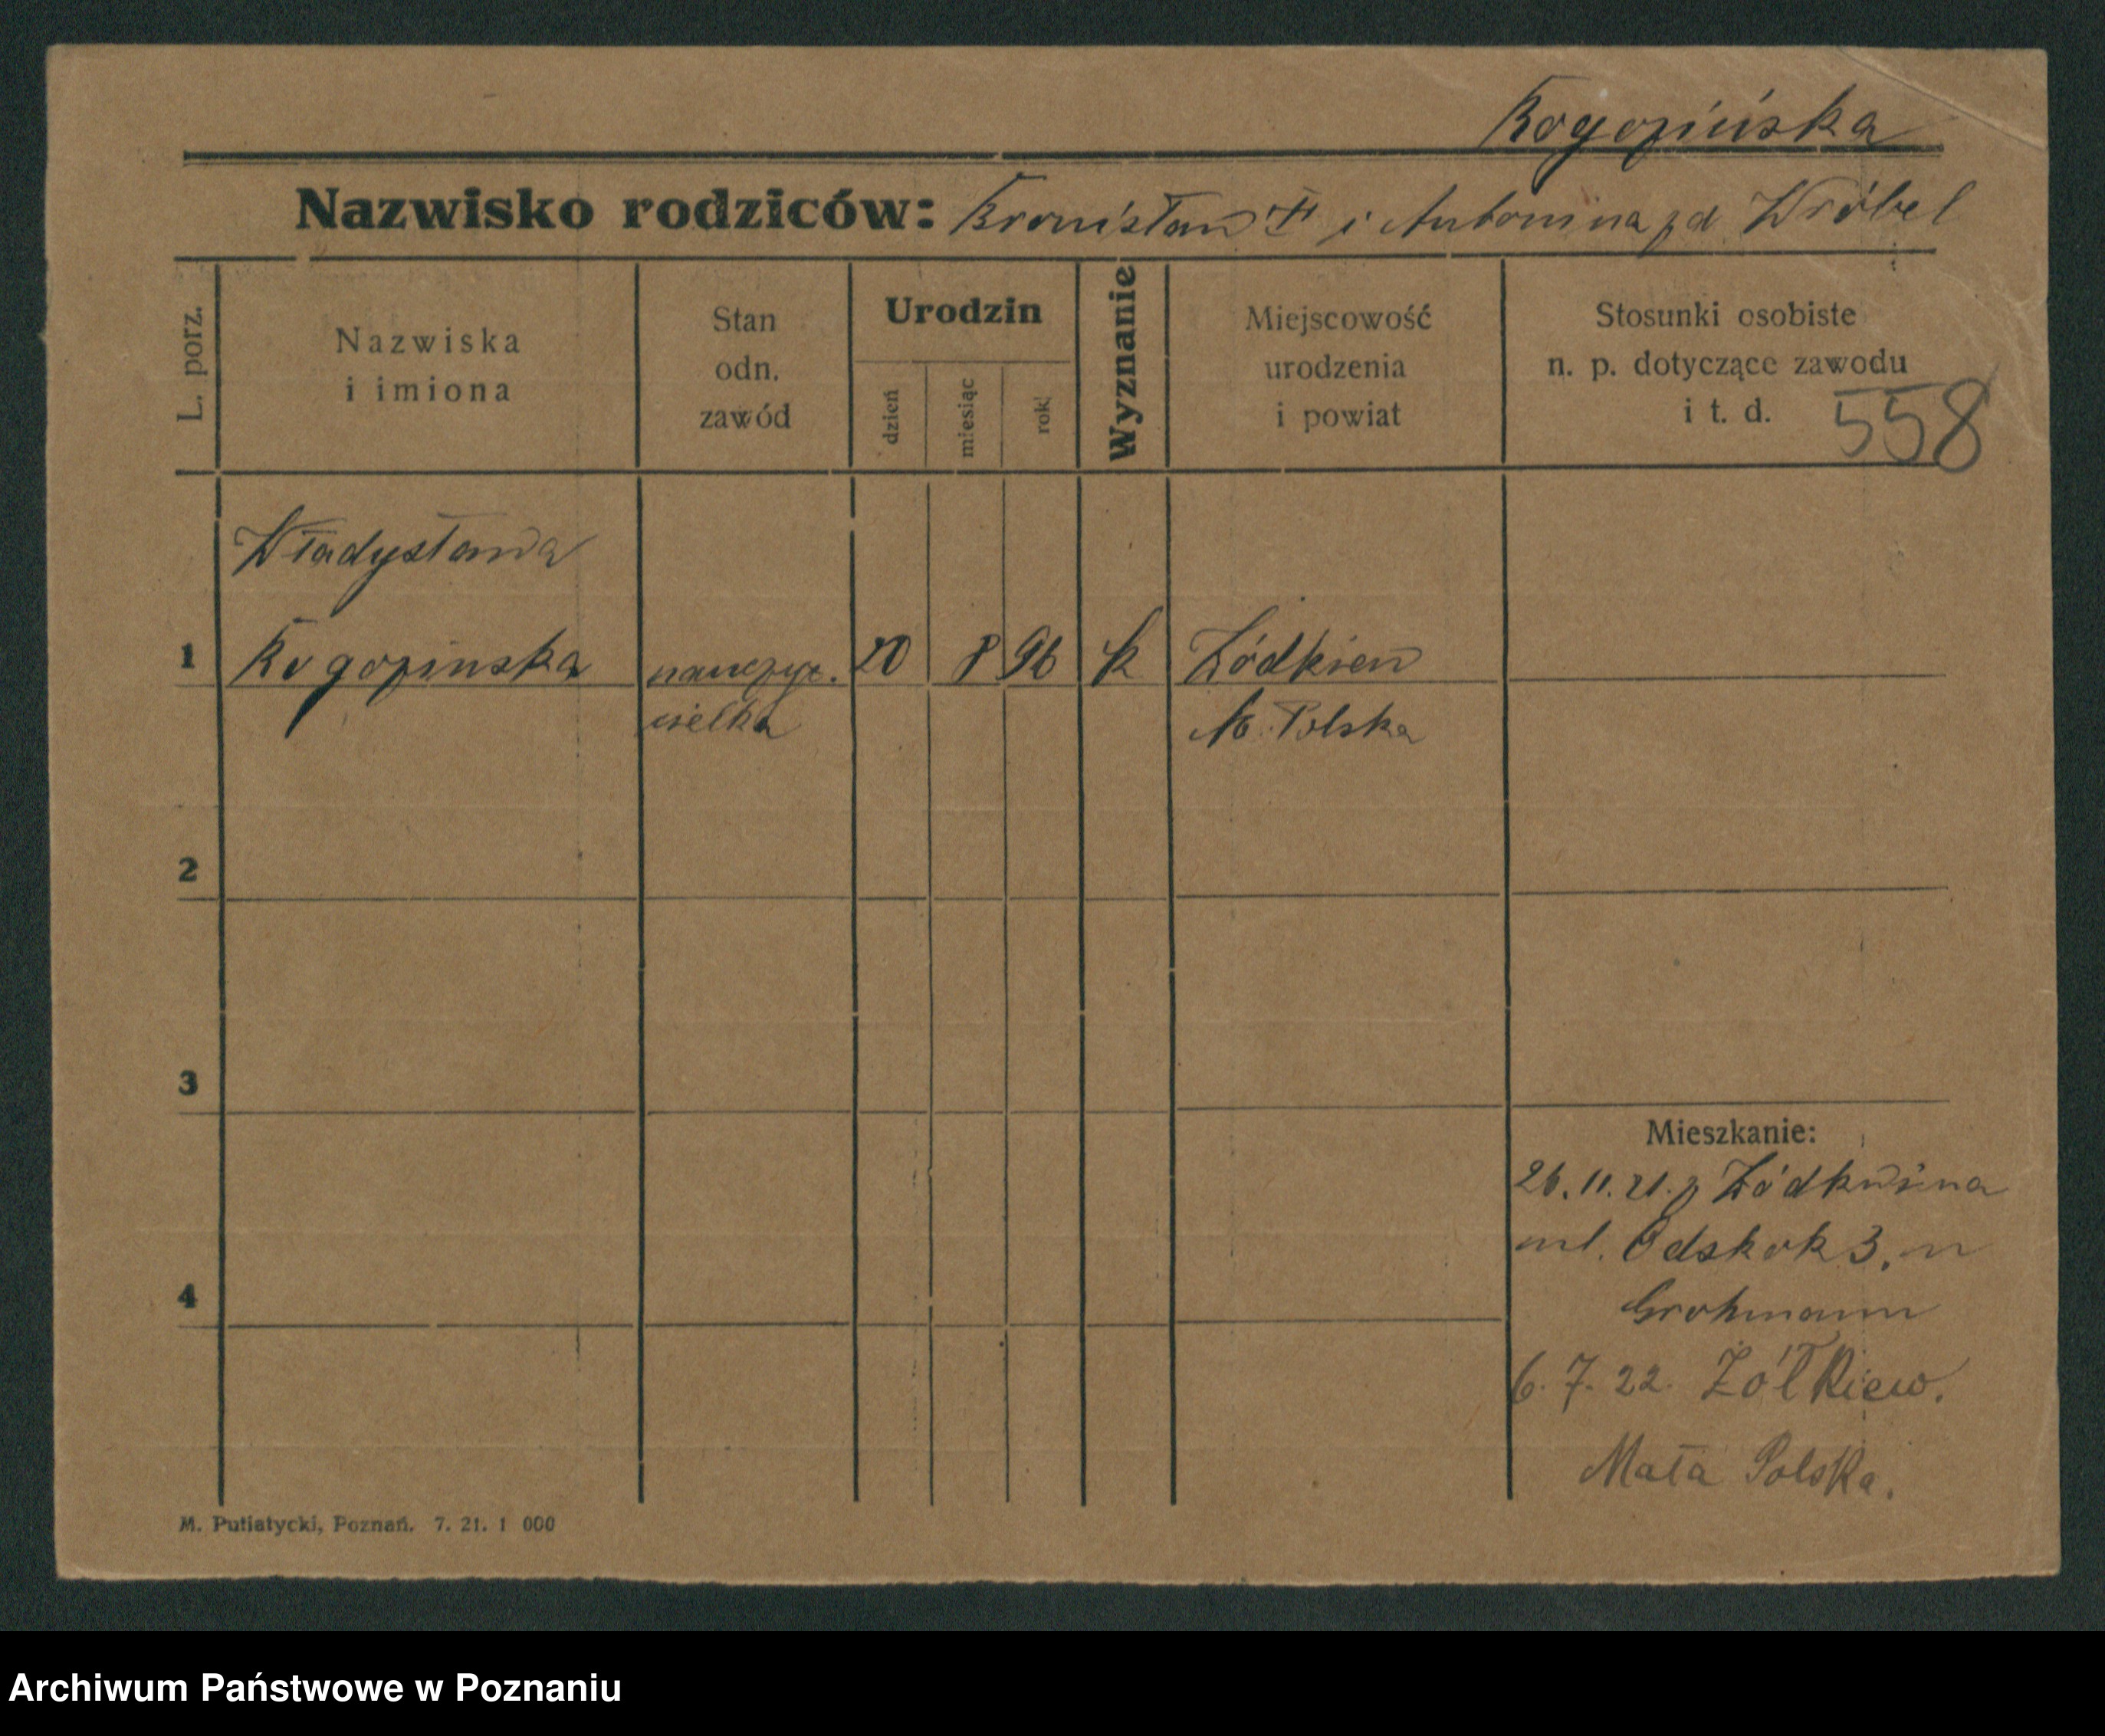 Rogozińska
Nazwisko rodziców: Bronisław † i Antonina zd Wróbel
L. porz.
Nazwiska
i imiona
Stan
odn.
zawód
Urodzin
dzień
miesiąc
rok
Wyznanie
Miejscowość
urodzenia
i powiat
Stosunki osobiste
n. p. dotyczące zawodu
i t. d.
558
Władysława
1 Rogozinska nauczy- 20 8 96 k Żódkiew
cielka M. Polska
2
3
4
Mieszkanie:
26.11.21. z Żódkwina
ul. Odskok 3, u
Grohmann
6. 7. 22. Żółkiew.
Mała Polska.
M. Putiatycki, Poznań. 7. 21. 1 000
Archiwum Państwowe w Poznaniu